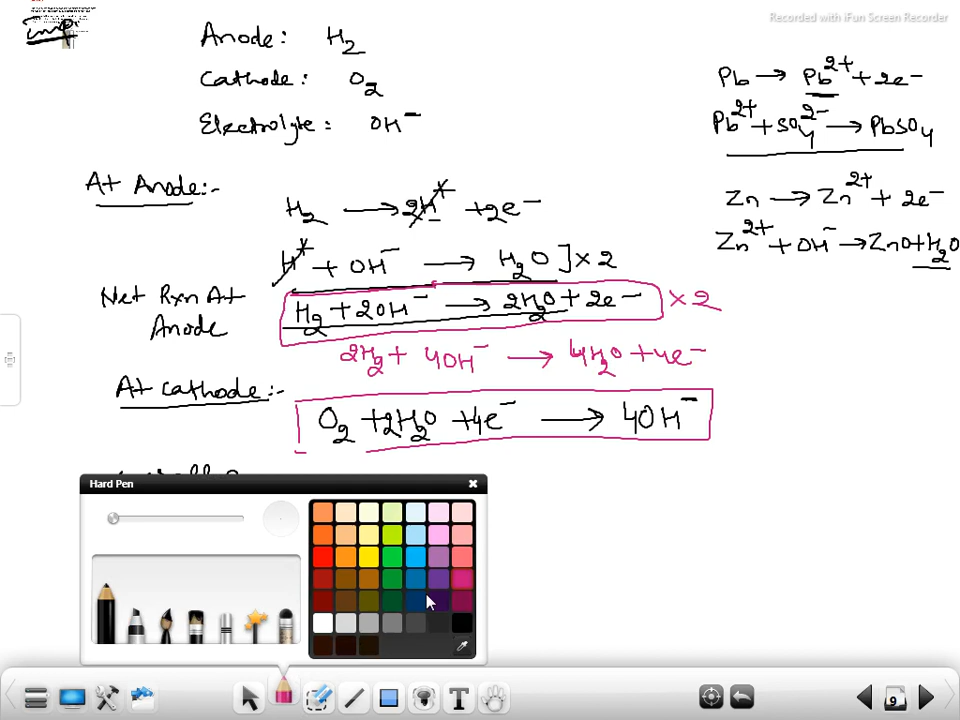 Recorded with iFun Screen Recorder
Imp:
Anode: H₂
Cathode: O₂
Electrolyte: OH⁻
Pb → Pb²⁺ + 2e⁻
Pb²⁺ + SO₄²⁻ → PbSO₄
Zn → Zn²⁺ + 2e⁻
Zn²⁺ + OH⁻ → ZnO + H₂O
At Anode:-
H₂ → 2H⁺ + 2e⁻
H⁺ + OH⁻ → H₂O ] × 2
Net Rxn At Anode
H₂ + 2OH⁻ → 2H₂O + 2e⁻ × 2
2H₂ + 4OH⁻ → 4H₂O + 4e⁻
At cathode:-
O₂ + 2H₂O + 4e⁻ → 4OH⁻
Hard Pen
T
9